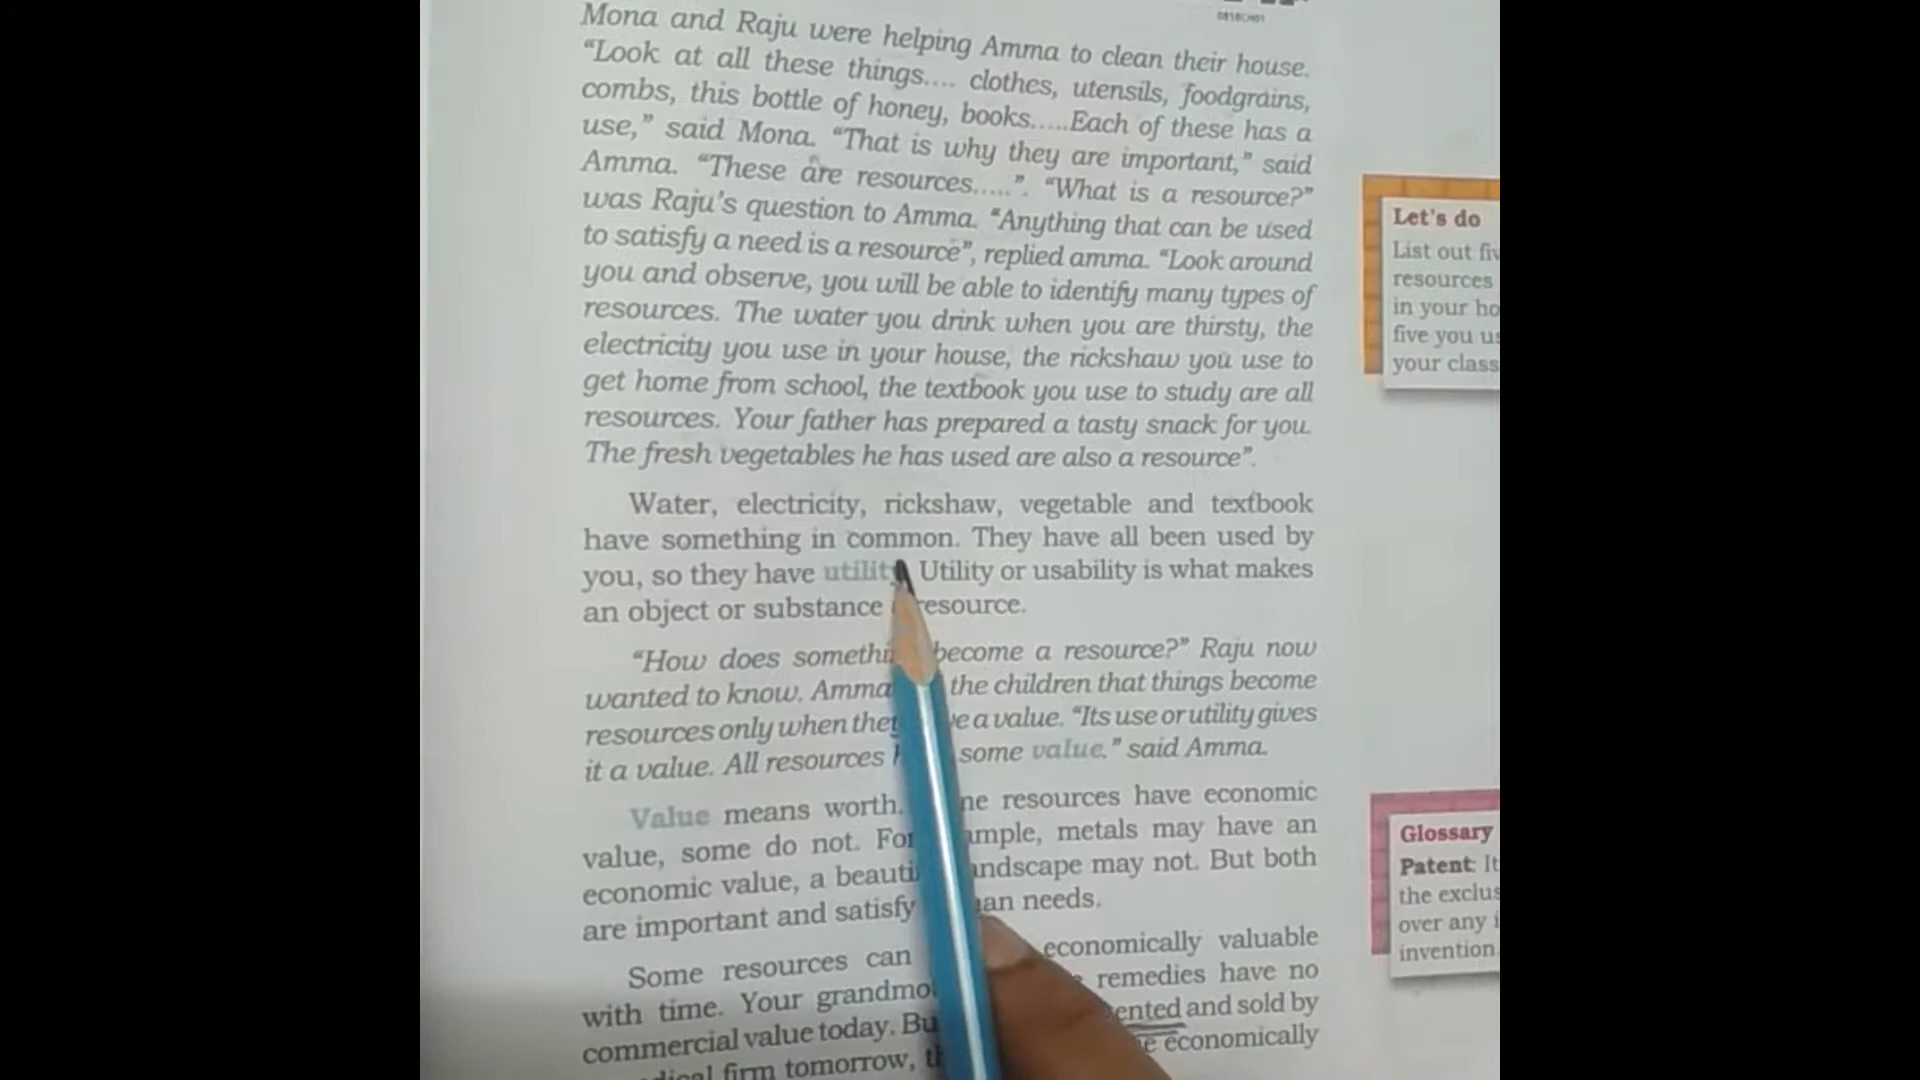 0858CH01
Mona and Raju were helping Amma to clean their house.
“Look at all these things.... clothes, utensils, foodgrains,
combs, this bottle of honey, books.....Each of these has a
use,” said Mona. “That is why they are important,” said
Amma. “These are resources.....”. “What is a resource?”
was Raju’s question to Amma. “Anything that can be used
to satisfy a need is a resource”, replied amma. “Look around
you and observe, you will be able to identify many types of
resources. The water you drink when you are thirsty, the
electricity you use in your house, the rickshaw you use to
get home from school, the textbook you use to study are all
resources. Your father has prepared a tasty snack for you.
The fresh vegetables he has used are also a resource”.
Water, electricity, rickshaw, vegetable and textbook
have something in common. They have all been used by
you, so they have utility Utility or usability is what makes
an object or substance resource.
“How does somethi become a resource?” Raju now
wanted to know. Amma the children that things become
resources only when they a value. “Its use or utility gives
it a value. All resources some value.” said Amma.
Value means worth. resources have economic
value, some do not. For ample, metals may have an
economic value, a beauti andscape may not. But both
are important and satisfy an needs.
Some resources can economically valuable
with time. Your grandmo remedies have no
commercial value today. Bu ented and sold by
dical firm tomorrow, th economically
Let’s do
List out fiv
resources
in your ho
five you us
your class
Glossary
Patent: It
the exclus
over any i
invention.